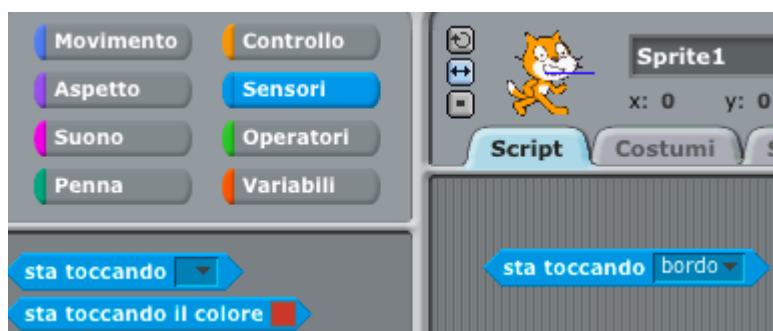 Movimento
Controllo
Aspetto
Sensori
Suono
Operatori
Penna
Variabili
sta toccando
sta toccando il colore
Sprite1
x: 0 y: 0
Script
Costumi
S
sta toccando bordo